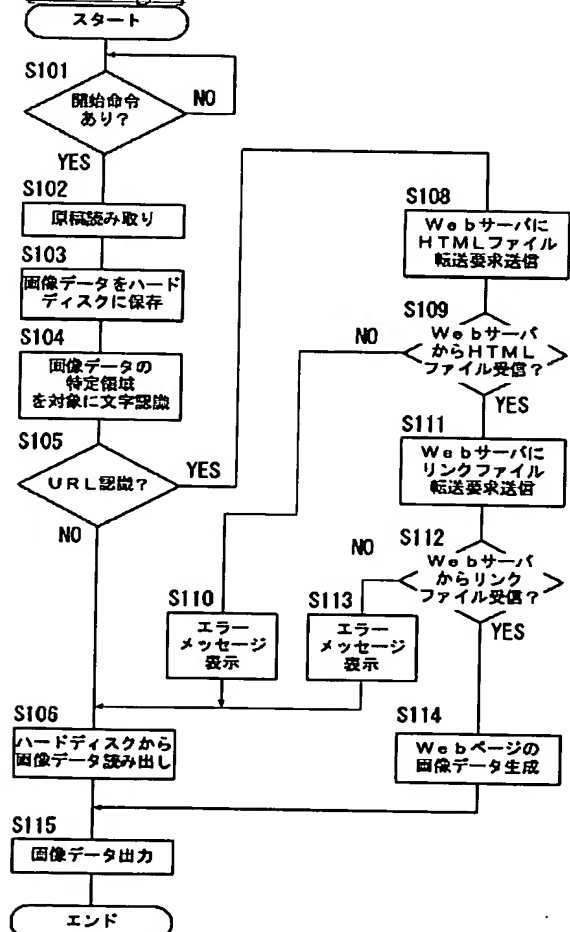 スタート
S101
開始命令
あり?
NO
YES
S102
原稿読み取り
S103
画像データをハード
ディスクに保存
S104
画像データの
特定領域
を対象に文字認識
S105
URL認識?
YES
NO
S108
Webサーバに
HTMLファイル
転送要求送信
S109
Webサーバ
からHTML
ファイル受信?
NO
YES
S111
Webサーバに
リンクファイル
転送要求送信
S112
Webサーバ
からリンク
ファイル受信?
NO
YES
S110
エラー
メッセージ
表示
S113
エラー
メッセージ
表示
S106
ハードディスクから
画像データ読み出し
S114
Webページの
画像データ生成
S115
画像データ出力
エンド